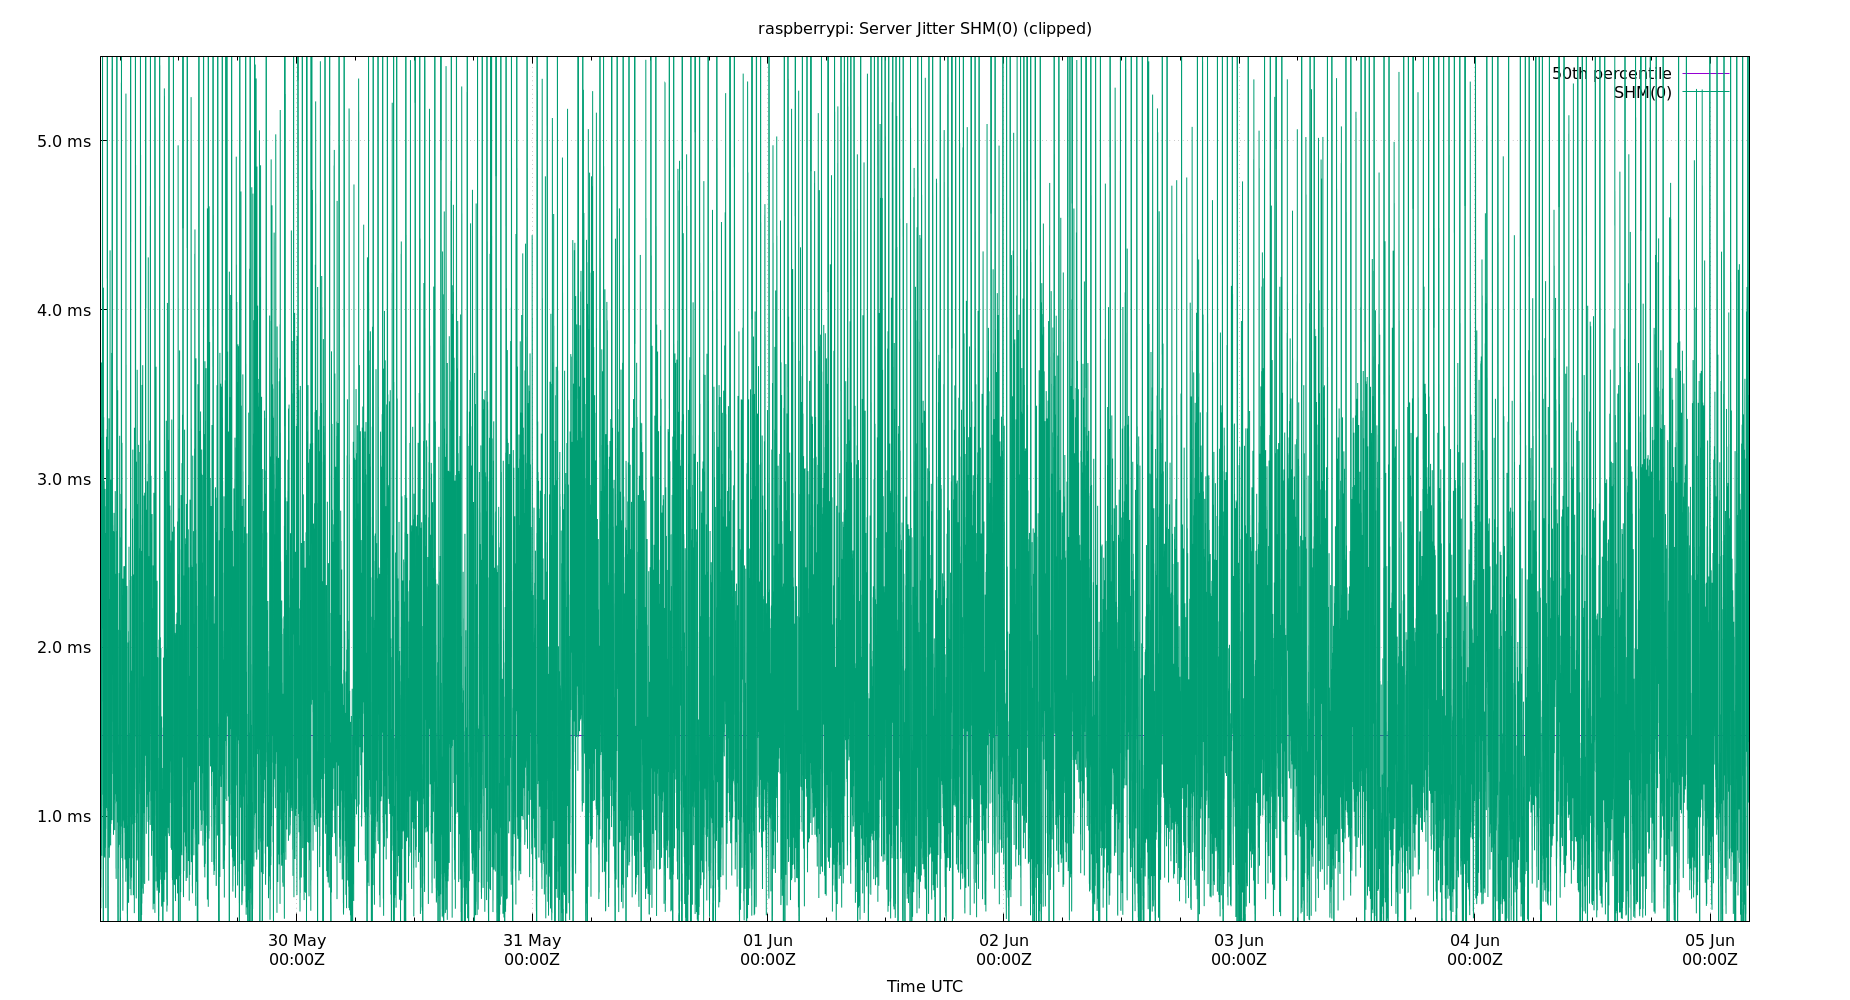 raspberrypi: Server Jitter SHM(0) (clipped)
50th percentile
SHM(0)
5.0 ms
4.0 ms
3.0 ms
2.0 ms
1.0 ms
30 May 31 May 01 Jun 02 Jun 03 Jun 04 Jun 05 Jun
00:00Z 00:00Z 00:00Z 00:00Z 00:00Z 00:00Z 00:00Z
Time UTC